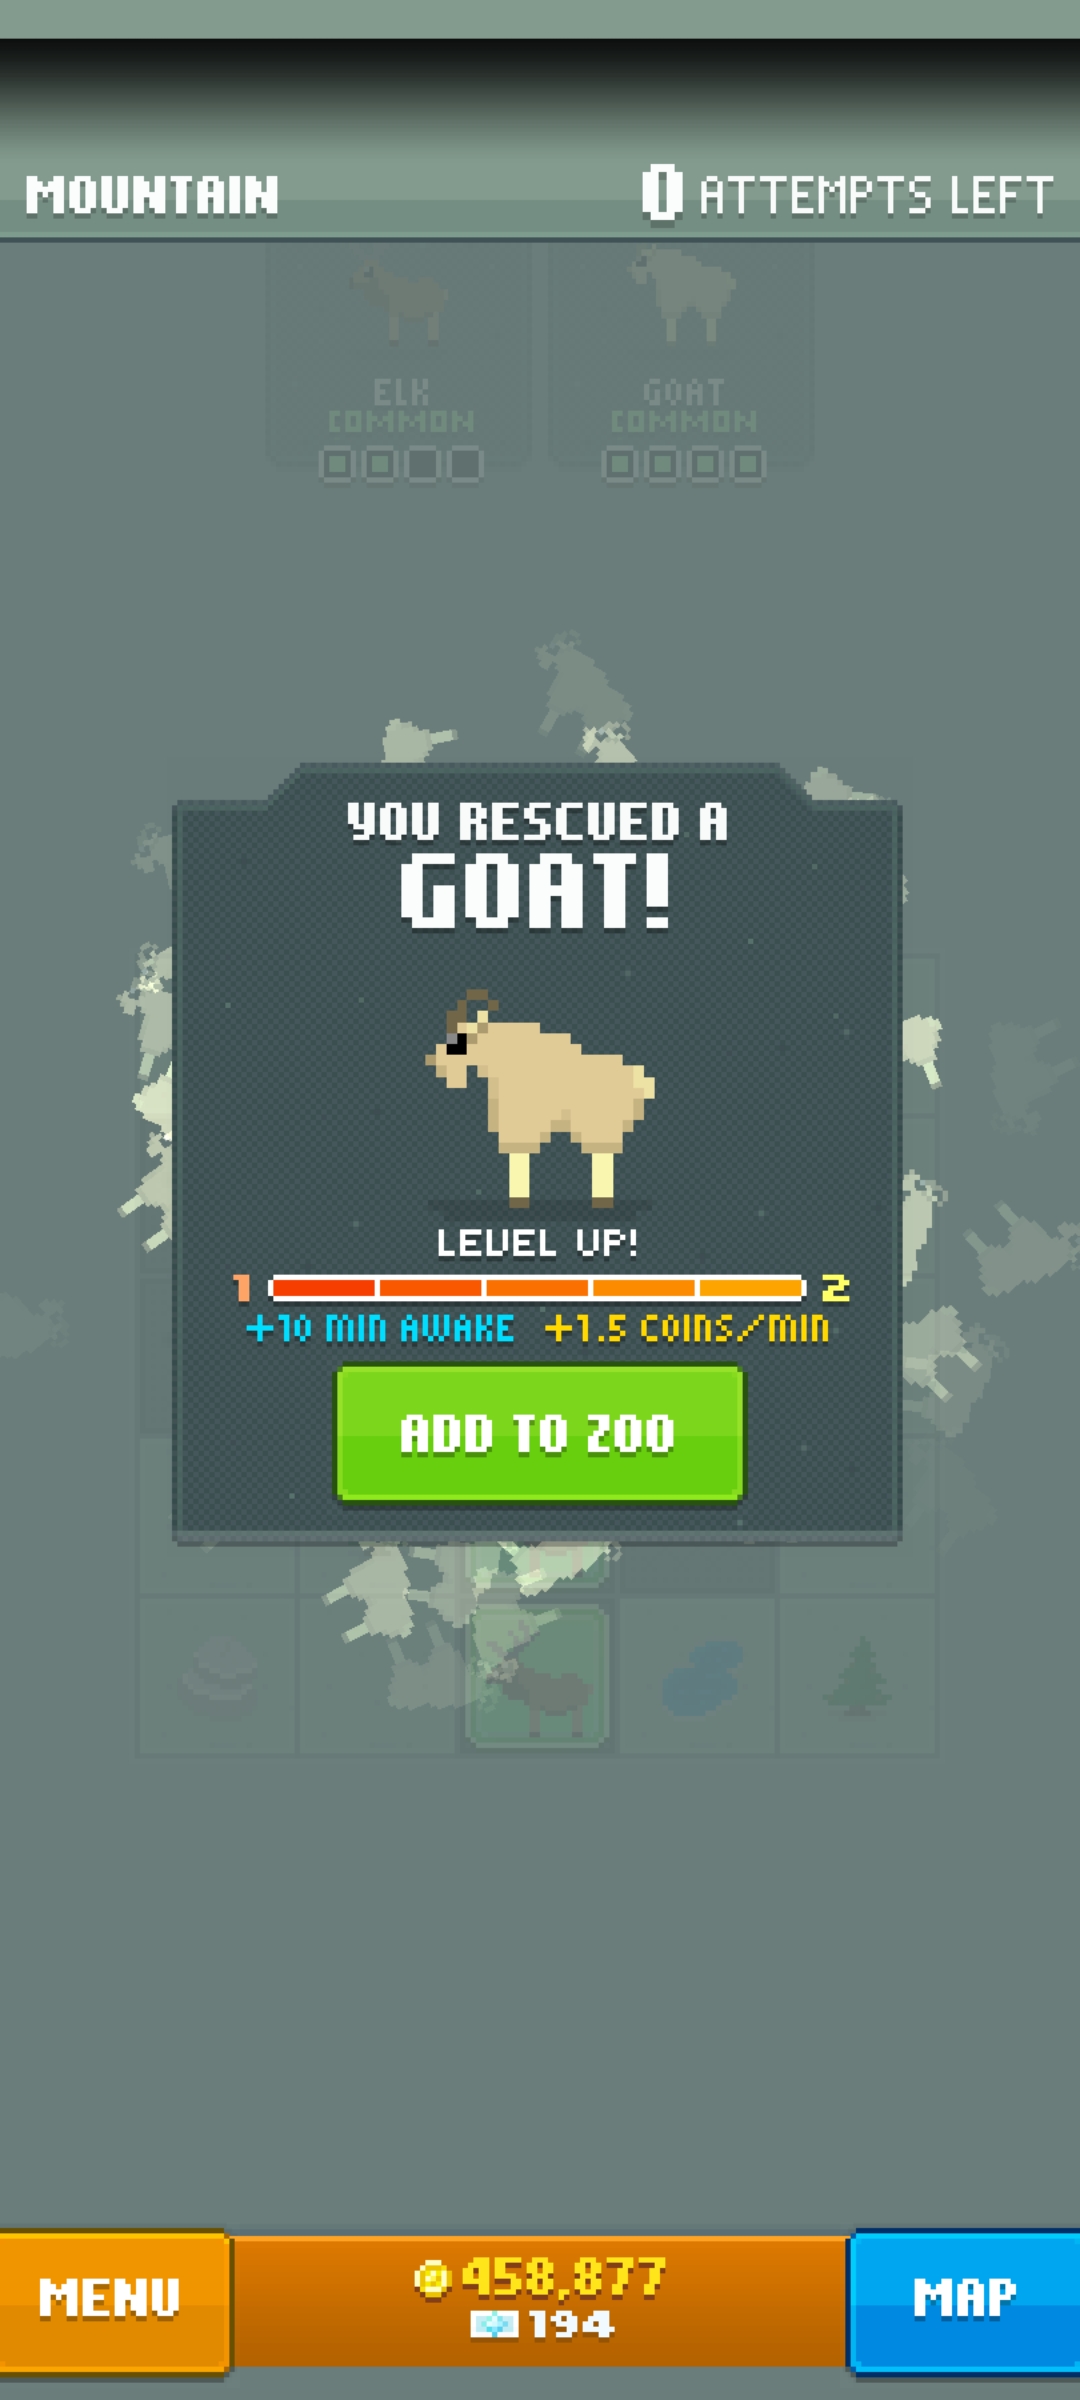 MOUNTAIN
0 ATTEMPTS LEFT
ELK
COMMON
GOAT
COMMON
YOU RESCUED A
GOAT!
LEVEL UP!
1
2
+10 MIN AWAKE +1.5 COINS/MIN
ADD TO ZOO
MENU
458,877
194
MAP